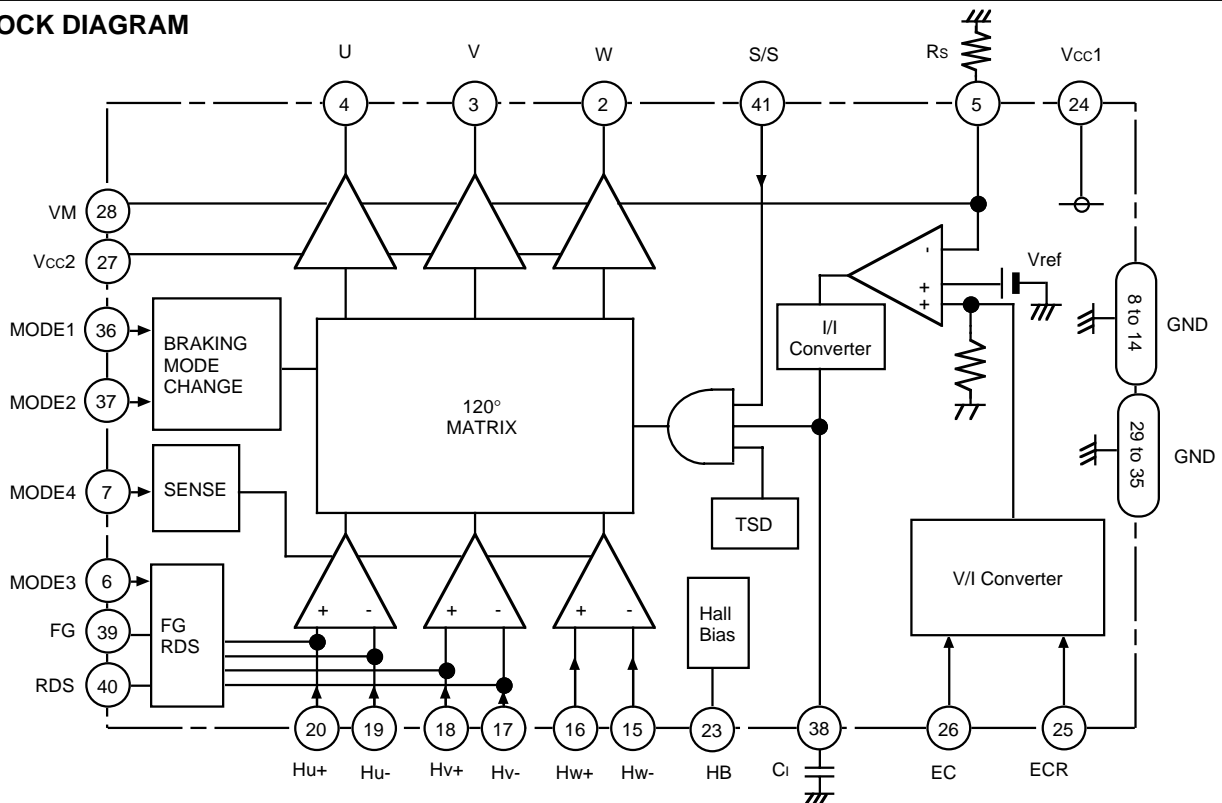 OCK DIAGRAM
U
V
W
S/S
RS
VCC1
4
3
2
41
5
24
VM
28
VCC2
27
MODE1
36
MODE2
37
MODE4
7
MODE3
6
FG
39
RDS
40
BRAKING
MODE
CHANGE
SENSE
FG
RDS
120°
MATRIX
-
+
+
Vref
I/I
Converter
8 to 14
GND
29 to 35
GND
TSD
V/I Converter
Hall
Bias
+ -
+ -
+ -
20
19
18
17
16
15
23
38
26
25
Hu+
Hu-
Hv+
Hv-
Hw+
Hw-
HB
CI
EC
ECR